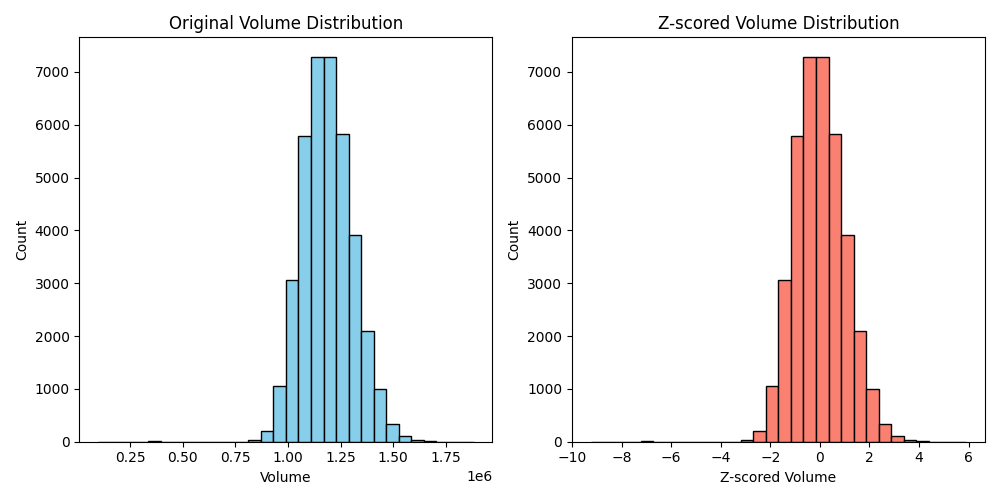 Original Volume Distribution
Count
7000
6000
5000
4000
3000
2000
1000
0
0.25 0.50 0.75 1.00 1.25 1.50 1.75
1e6
Volume
Z-scored Volume Distribution
Count
7000
6000
5000
4000
3000
2000
1000
0
−10 −8 −6 −4 −2 0 2 4 6
Z-scored Volume